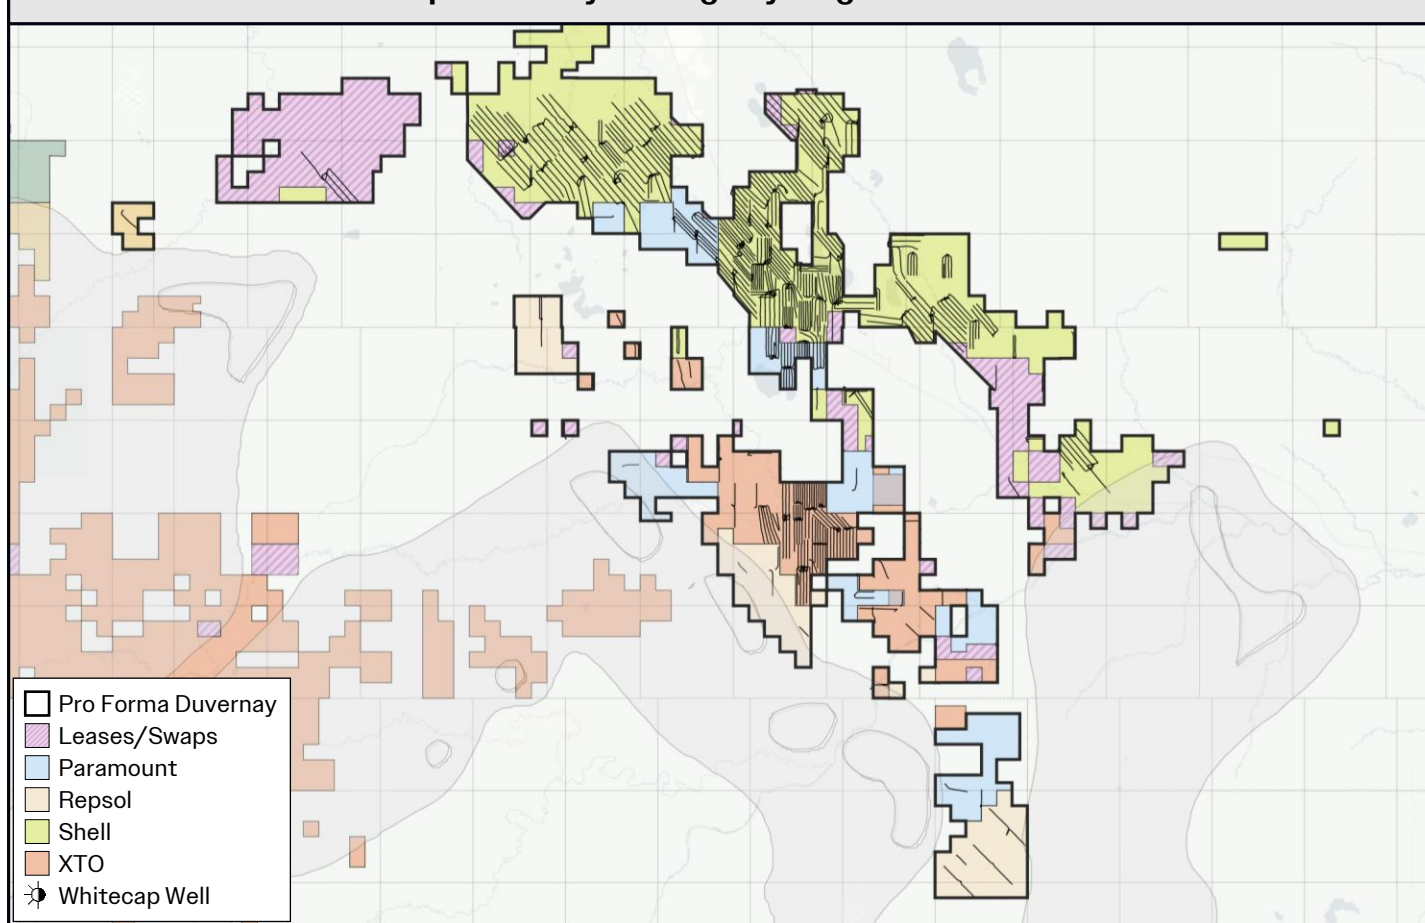 Pro Forma Duvernay
Leases/Swaps
Paramount
Repsol
Shell
XTO
Whitecap Well